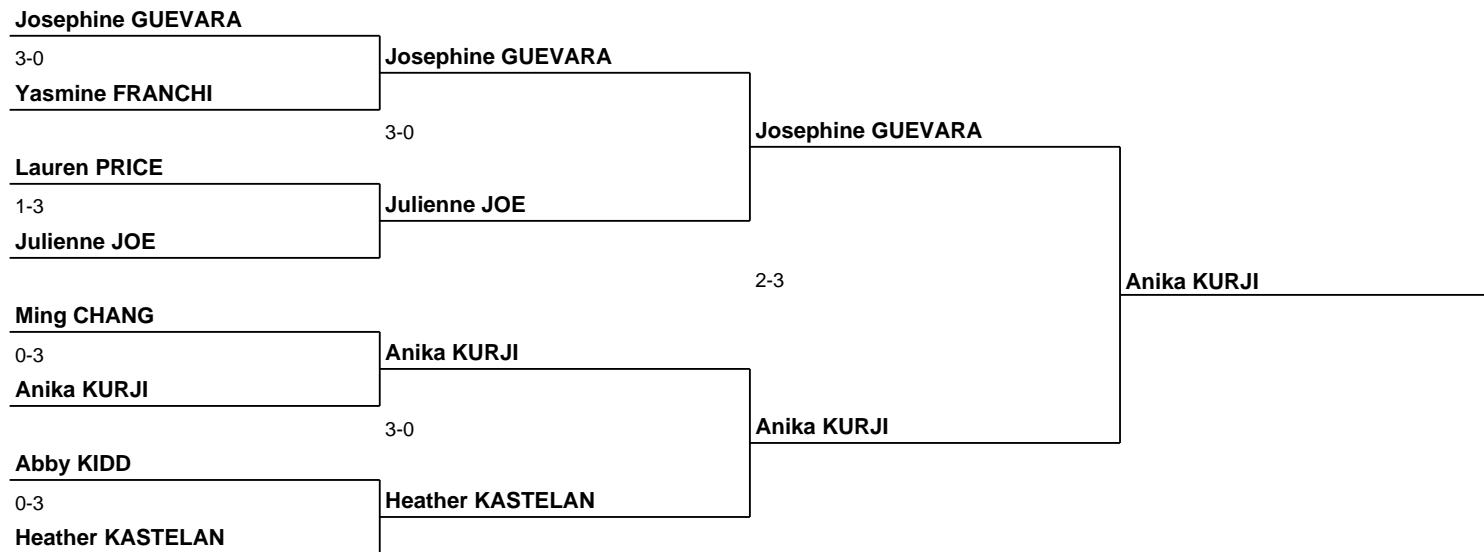 Josephine GUEVARA
3-0
Josephine GUEVARA
Yasmine FRANCHI
3-0
Josephine GUEVARA
Lauren PRICE
1-3
Julienne JOE
Julienne JOE
2-3
Anika KURJI
Ming CHANG
0-3
Anika KURJI
Anika KURJI
3-0
Anika KURJI
Abby KIDD
0-3
Heather KASTELAN
Heather KASTELAN